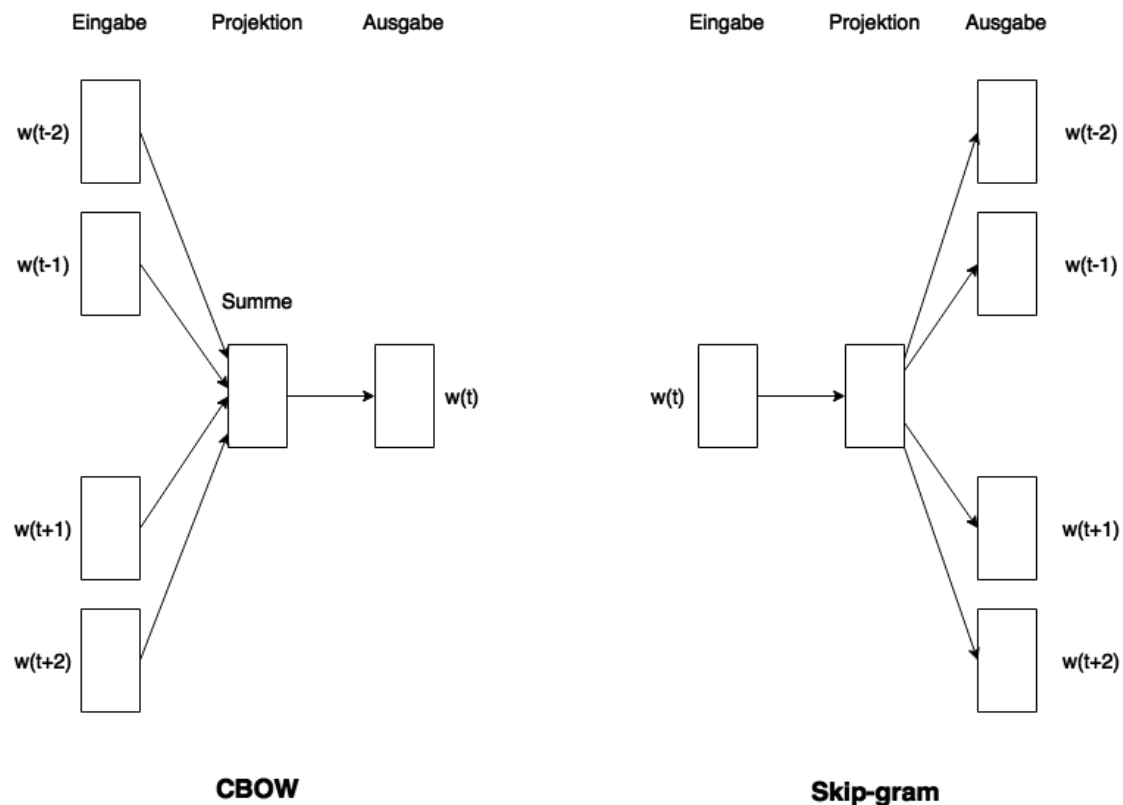 Eingabe Projektion Ausgabe
w(t-2)
w(t-1)
Summe
w(t)
w(t+1)
w(t+2)
CBOW
Eingabe Projektion Ausgabe
w(t-2)
w(t-1)
w(t)
w(t+1)
w(t+2)
Skip-gram